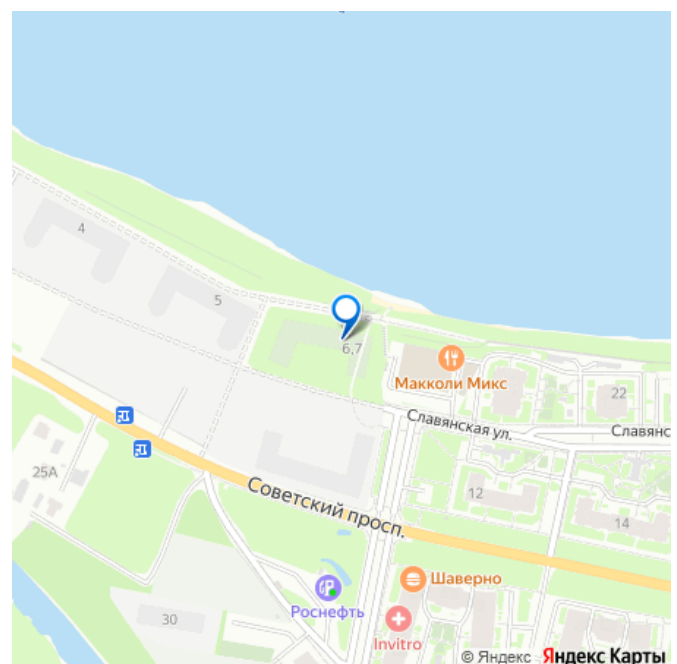 4
5
6,7
Макколи Микс
22
Славянская ул.
Славянс
25А
Советский просп.
12
14
Шаверно
30
Роснефть
Invitro
© Яндекс Яндекс Карты